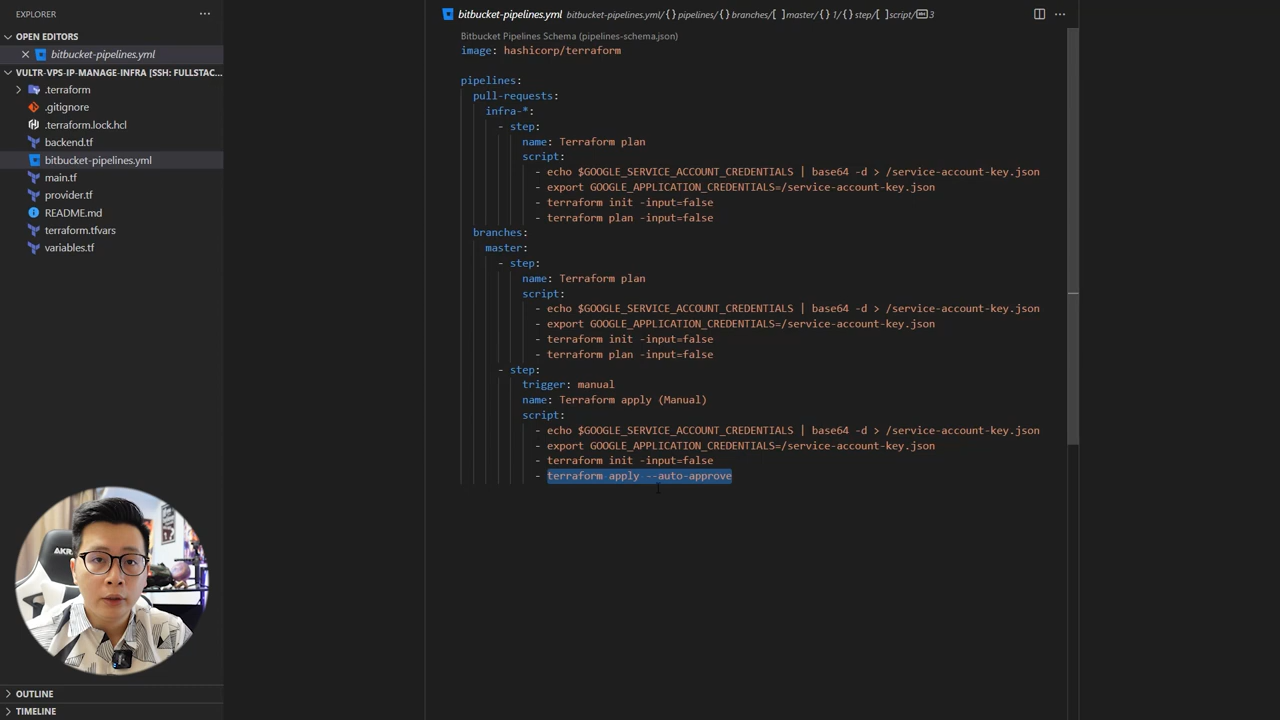 EXPLORER
OPEN EDITORS
bitbucket-pipelines.yml
VULTR-VPS-IP-MANAGE-INFRA [SSH: FULLSTAC...
.terraform
.gitignore
.terraform.lock.hcl
backend.tf
bitbucket-pipelines.yml
main.tf
provider.tf
README.md
terraform.tfvars
variables.tf
OUTLINE
TIMELINE
bitbucket-pipelines.yml bitbucket-pipelines.yml/{} pipelines/{} branches/[ ]master/{} 1/{} step/[ ]script/abc3
Bitbucket Pipelines Schema (pipelines-schema.json)
image: hashicorp/terraform
pipelines:
pull-requests:
infra-*:
- step:
name: Terraform plan
script:
- echo $GOOGLE_SERVICE_ACCOUNT_CREDENTIALS | base64 -d > /service-account-key.json
- export GOOGLE_APPLICATION_CREDENTIALS=/service-account-key.json
- terraform init -input=false
- terraform plan -input=false
branches:
master:
- step:
name: Terraform plan
script:
- echo $GOOGLE_SERVICE_ACCOUNT_CREDENTIALS | base64 -d > /service-account-key.json
- export GOOGLE_APPLICATION_CREDENTIALS=/service-account-key.json
- terraform init -input=false
- terraform plan -input=false
- step:
trigger: manual
name: Terraform apply (Manual)
script:
- echo $GOOGLE_SERVICE_ACCOUNT_CREDENTIALS | base64 -d > /service-account-key.json
- export GOOGLE_APPLICATION_CREDENTIALS=/service-account-key.json
- terraform init -input=false
- terraform apply --auto-approve